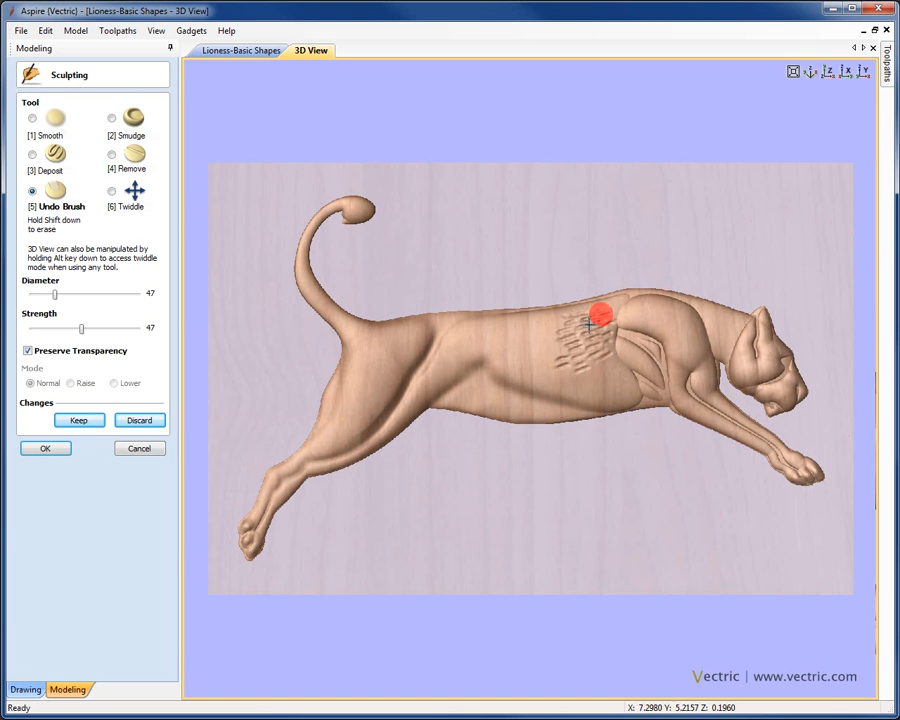 Aspire {Vectric} - [Lioness-Basic Shapes - 3D View]
File Edit Model Toolpaths View Gadgets Help
Modeling
Lioness-Basic Shapes 3D View
Toolpaths
Sculpting
Tool
[1] Smooth [2] Smudge
[3] Deposit [4] Remove
[5] Undo Brush [6] Twiddle
Hold Shift down
to erase
3D View can also be manipulated by
holding Alt key down to access twiddle
mode when using any tool.
Diameter
47
Strength
47
Preserve Transparency
Mode
Normal Raise Lower
Changes
Keep Discard
OK Cancel
Vectric | www.vectric.com
Drawing Modeling
Ready X: 7.2980 Y: 5.2157 Z: 0.1960